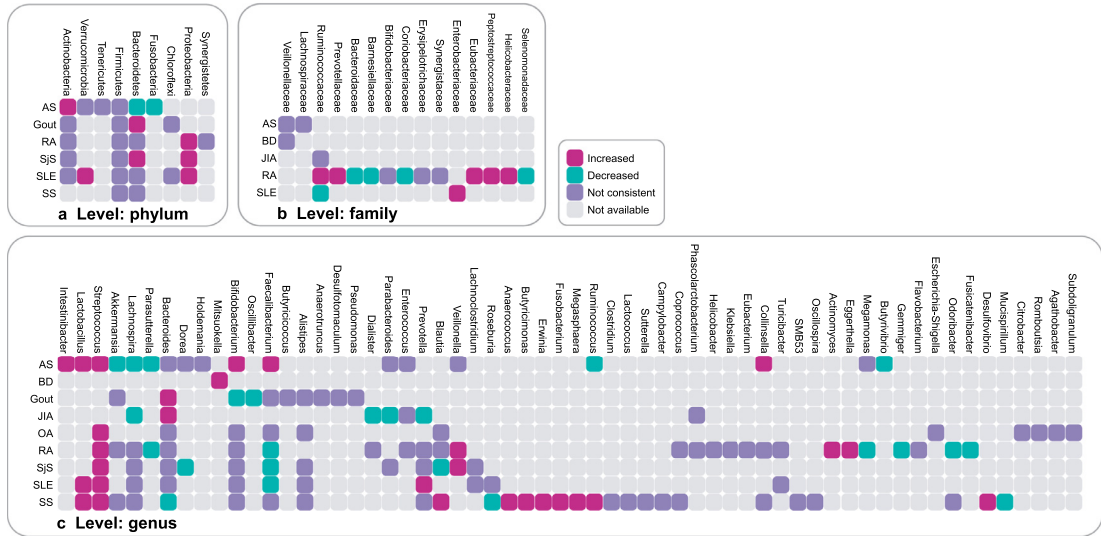 Actinobacteria
Verrucomicrobia
Tenericutes
Firmicutes
Bacteroidetes
Fusobacteria
Chloroflexi
Proteobacteria
Synergistetes
AS
Gout
RA
SjS
SLE
SS
a Level: phylum
Veillonellaceae
Lachnospiraceae
Ruminococcaceae
Prevotellaceae
Bacteroidaceae
Barnesiellaceae
Bifidobacteriaceae
Coriobacteriaceae
Erysipelotrichaceae
Synergistaceae
Enterobacteriaceae
Eubacteriaceae
Peptostreptococcaceae
Helicobacteraceae
Selenomonadaceae
AS
BD
JIA
RA
SLE
b Level: family
Increased
Decreased
Not consistent
Not available
Intestinibacter
Lactobacillus
Streptococcus
Akkermansia
Lachnospira
Parasutterella
Bacteroides
Dorea
Holdemania
Mitsuokella
Bifidobacterium
Oscillibacter
Faecalibacterium
Butyricicoccus
Alistipes
Anaerotruncus
Desulfotomaculum
Pseudomonas
Dialister
Parabacteroides
Enterococcus
Prevotella
Blautia
Veillonella
Lachnoclostridium
Roseburia
Anaerococcus
Butyricimonas
Erwinia
Fusobacterium
Megasphaera
Ruminococcus
Clostridium
Lactococcus
Sutterella
Campylobacter
Coprococcus
Phascolarctobacterium
Helicobacter
Klebsiella
Eubacterium
Collinsella
Turicibacter
SMB53
Oscillospira
Actinomyces
Eggerthella
Megamonas
Butyrivibrio
Gemmiger
Flavobacterium
Escherichia-Shigella
Odoribacter
Fusicatenibacter
Desulfovibrio
Mucispirillum
Citrobacter
Romboutsia
Agathobacter
Subdoligranulum
AS
BD
Gout
JIA
OA
RA
SjS
SLE
SS
c Level: genus